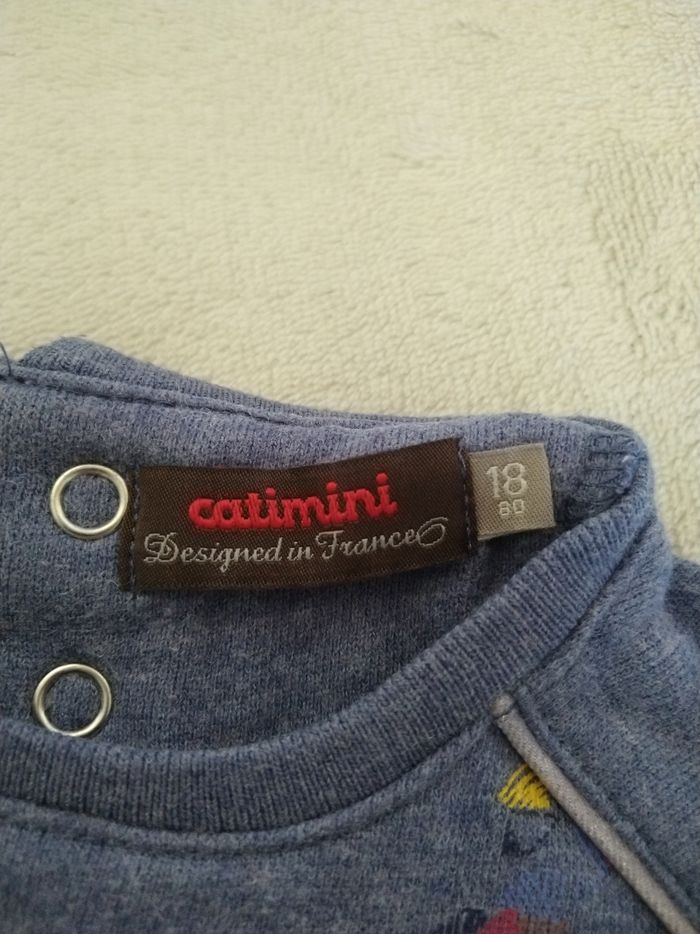 catimini
Designed in France
18
80